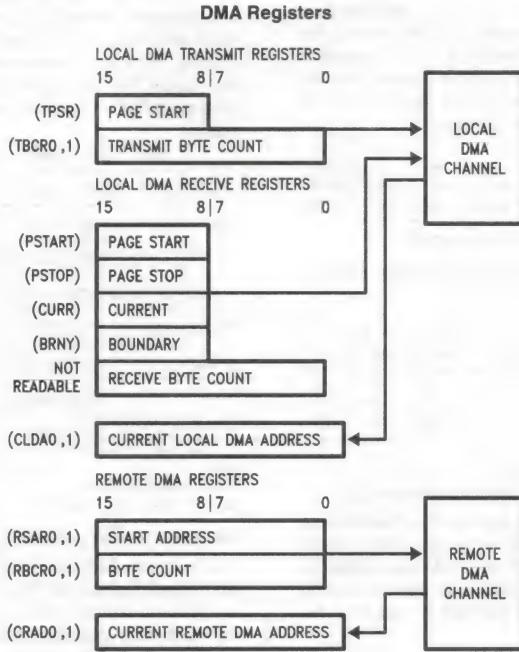 DMA Registers
LOCAL DMA TRANSMIT REGISTERS
15 8|7 0
(TPSR) PAGE START
(TBCR0,1) TRANSMIT BYTE COUNT
LOCAL DMA CHANNEL
LOCAL DMA RECEIVE REGISTERS
15 8|7 0
(PSTART) PAGE START
(PSTOP) PAGE STOP
(CURR) CURRENT
(BRNY) BOUNDARY
NOT READABLE RECEIVE BYTE COUNT
(CLDA0,1) CURRENT LOCAL DMA ADDRESS
REMOTE DMA REGISTERS
15 8|7 0
(RSAR0,1) START ADDRESS
(RBCR0,1) BYTE COUNT
REMOTE DMA CHANNEL
(CRAD0,1) CURRENT REMOTE DMA ADDRESS